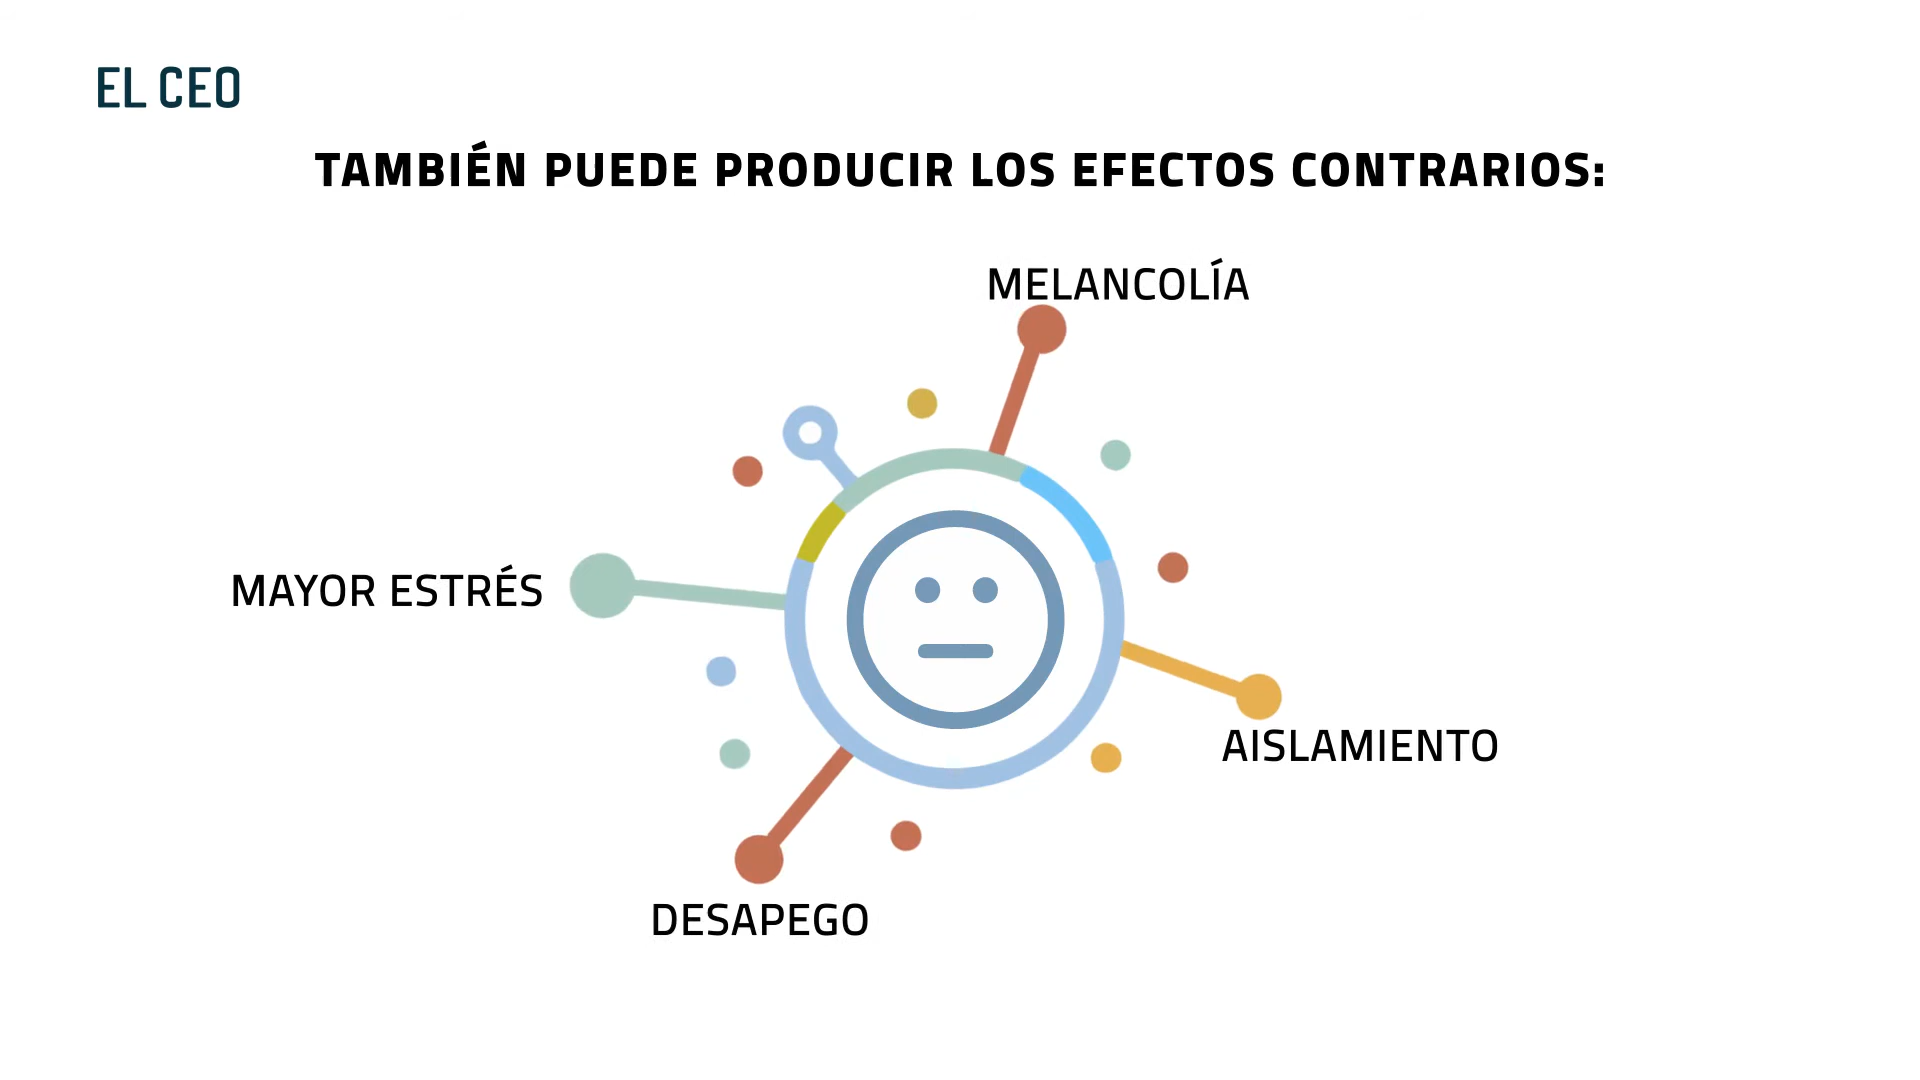 EL CEO
TAMBIÉN PUEDE PRODUCIR LOS EFECTOS CONTRARIOS:
MELANCOLÍA
MAYOR ESTRÉS
AISLAMIENTO
DESAPEGO